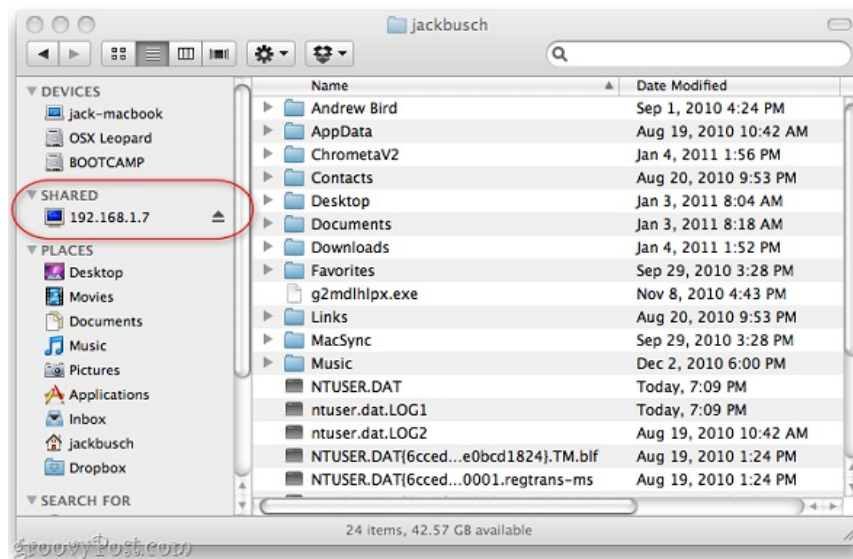 jackbusch
Name Date Modified
DEVICES
jack-macbook
OSX Leopard
BOOTCAMP
SHARED
192.168.1.7
PLACES
Desktop
Movies
Documents
Music
Pictures
Applications
Inbox
jackbusch
Dropbox
SEARCH FOR
Andrew Bird Sep 1, 2010 4:24 PM
AppData Aug 19, 2010 10:42 AM
ChrometaV2 Jan 4, 2011 1:56 PM
Contacts Aug 20, 2010 9:53 PM
Desktop Jan 3, 2011 8:04 AM
Documents Jan 3, 2011 8:18 AM
Downloads Jan 4, 2011 1:52 PM
Favorites Sep 29, 2010 3:28 PM
g2mdlhlpx.exe Nov 8, 2010 4:43 PM
Links Aug 20, 2010 9:53 PM
MacSync Sep 29, 2010 3:28 PM
Music Dec 2, 2010 6:00 PM
NTUSER.DAT Today, 7:09 PM
ntuser.dat.LOG1 Today, 7:09 PM
ntuser.dat.LOG2 Aug 19, 2010 10:42 AM
NTUSER.DAT{6cced...e0bcd1824}.TM.blf Aug 19, 2010 1:24 PM
NTUSER.DAT{6cced...0001.regtrans-ms Aug 19, 2010 1:24 PM
24 items, 42.57 GB available
groovyPost.com